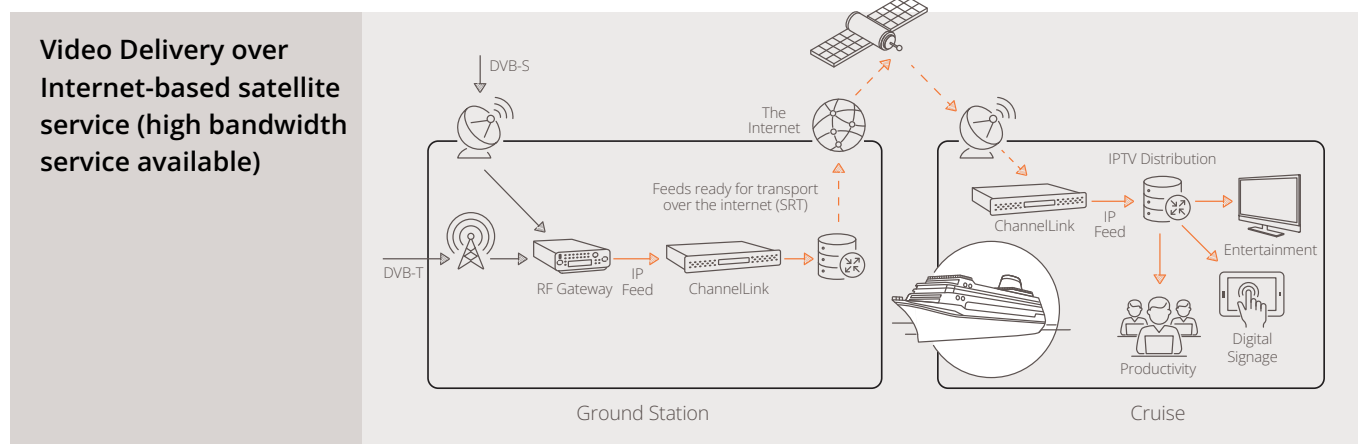 Video Delivery over
Internet-based satellite
service (high bandwidth
service available)
DVB-S
The
Internet
Feeds ready for transport
over the internet (SRT)
DVB-T
RF Gateway
IP
Feed
ChannelLink
Ground Station
IPTV Distribution
ChannelLink
IP
Feed
Entertainment
Digital
Signage
Productivity
Cruise